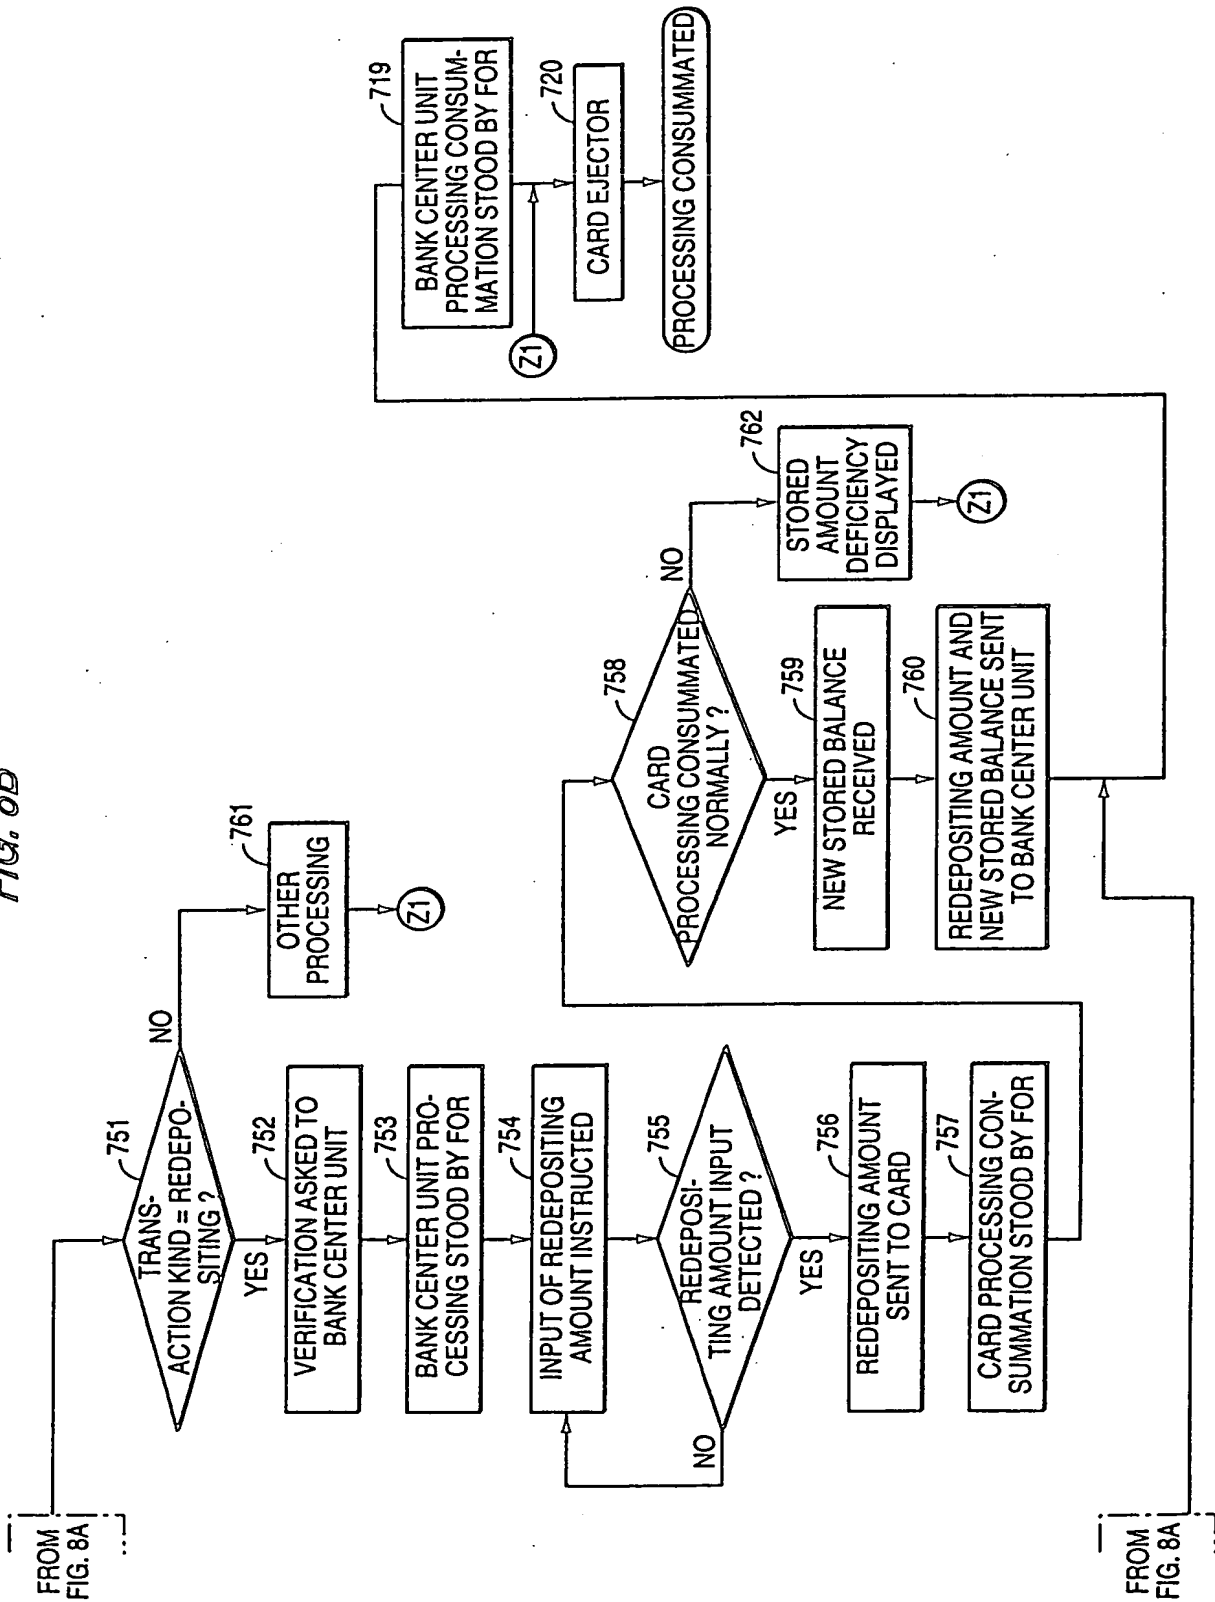 FIG. 8B
FROM
FIG. 8A
751
TRANS-
ACTION KIND = REDEPO-
SITING ?
NO
YES
761
OTHER
PROCESSING
Z1
752
VERIFICATION ASKED TO
BANK CENTER UNIT
753
BANK CENTER UNIT PRO-
CESSING STOOD BY FOR
754
INPUT OF REDEPOSITING
AMOUNT INSTRUCTED
755
REDEPOSI-
TING AMOUNT INPUT
DETECTED ?
NO
YES
756
REDEPOSITING AMOUNT
SENT TO CARD
757
CARD PROCESSING CON-
SUMMATION STOOD BY FOR
758
CARD
PROCESSING CONSUMMATED
NORMALLY ?
NO
YES
762
STORED
AMOUNT
DEFICIENCY
DISPLAYED
Z1
759
NEW STORED BALANCE
RECEIVED
760
REDEPOSITING AMOUNT AND
NEW STORED BALANCE SENT
TO BANK CENTER UNIT
FROM
FIG. 8A
719
BANK CENTER UNIT
PROCESSING CONSUM-
MATION STOOD BY FOR
Z1
720
CARD EJECTOR
PROCESSING CONSUMMATED